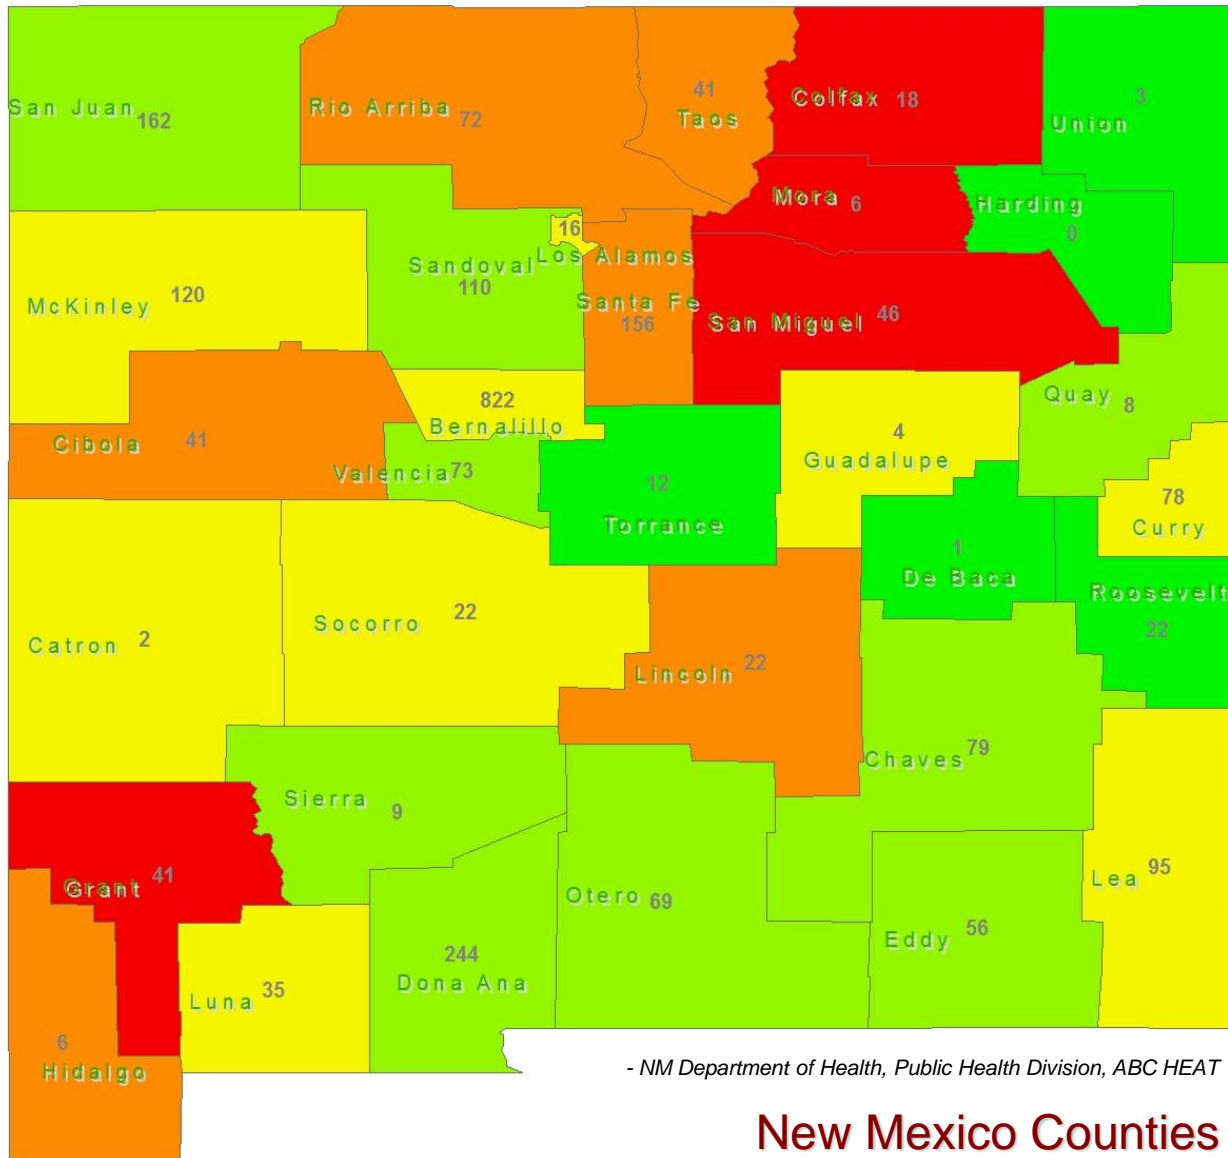 San Juan 162
Rio Arriba 72
41
Taos
Colfax 18
3
Union
Mora 6
Harding
0
16
Los Alamos
Sandoval
110
McKinley 120
Santa Fe
156
San Miguel 46
Quay 8
822
Bernalillo
Cibola 41
Valencia 73
4
Guadalupe
12
Torrance
78
Curry
1
De Baca
Roosevelt
22
Catron 2
Socorro 22
Lincoln 22
Chaves 79
Sierra 9
Grant 41
Otero 69
Lea 95
Eddy 56
244
Dona Ana
Luna 35
6
Hidalgo
- NM Department of Health, Public Health Division, ABC HEAT
New Mexico Counties